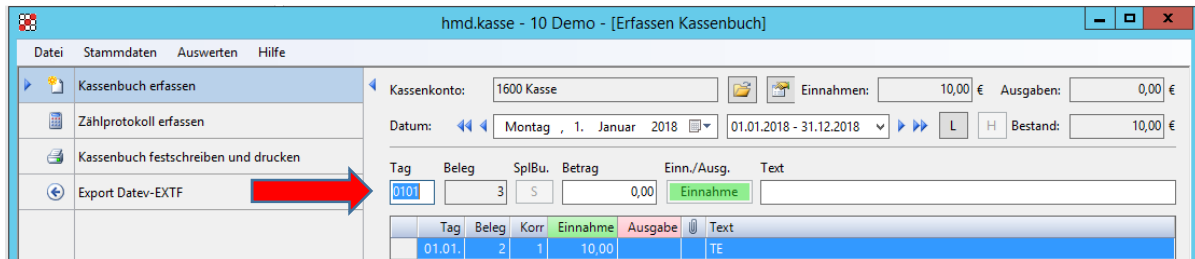 hmd.kasse - 10 Demo - [Erfassen Kassenbuch]
Datei Stammdaten Auswerten Hilfe
Kassenbuch erfassen
Zählprotokoll erfassen
Kassenbuch festschreiben und drucken
Export Datev-EXTF
Kassenkonto: 1600 Kasse Einnahmen: 10,00 € Ausgaben: 0,00 €
Datum: Montag , 1. Januar 2018 01.01.2018 - 31.12.2018 L H Bestand: 10,00 €
Tag Beleg SplBu. Betrag Einn./Ausg. Text
0101 3 S 0,00 Einnahme
Tag Beleg Korr Einnahme Ausgabe Text
01.01. 2 1 10,00 TE